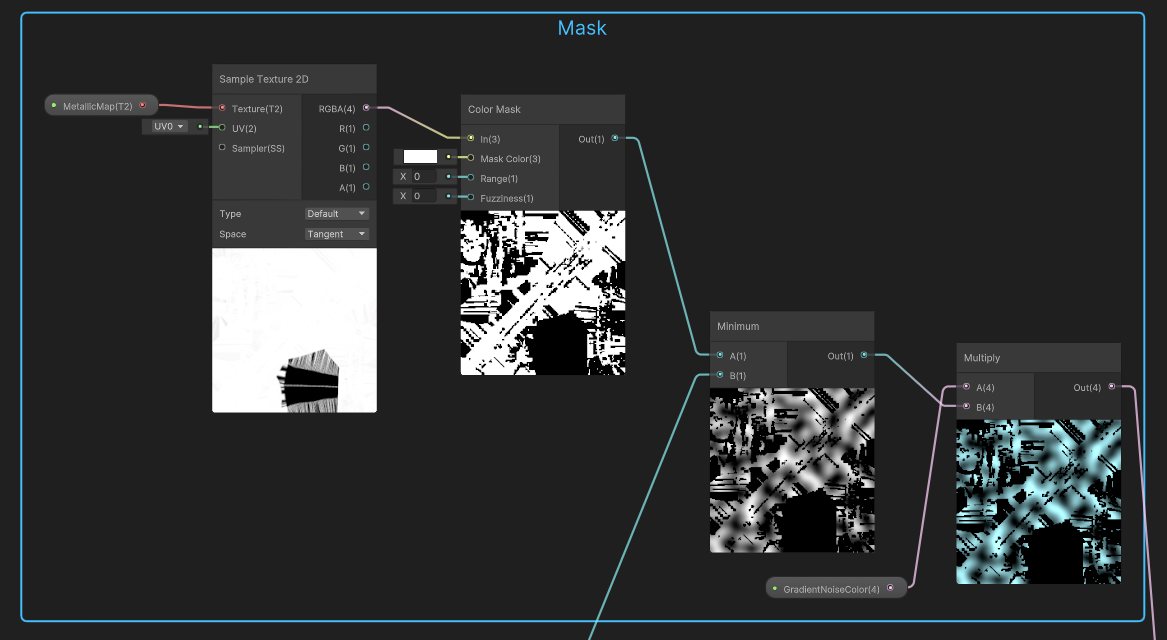 Mask
Sample Texture 2D
MetallicMap(T2)
Texture(T2)
RGBA(4)
UV0
UV(2)
R(1)
Sampler(SS)
G(1)
B(1)
A(1)
Type
Default
Space
Tangent
Color Mask
In(3)
Out(1)
Mask Color(3)
X 0
Range(1)
X 0
Fuzziness(1)
Minimum
A(1)
Out(1)
B(1)
Multiply
A(4)
Out(4)
B(4)
GradientNoiseColor(4)